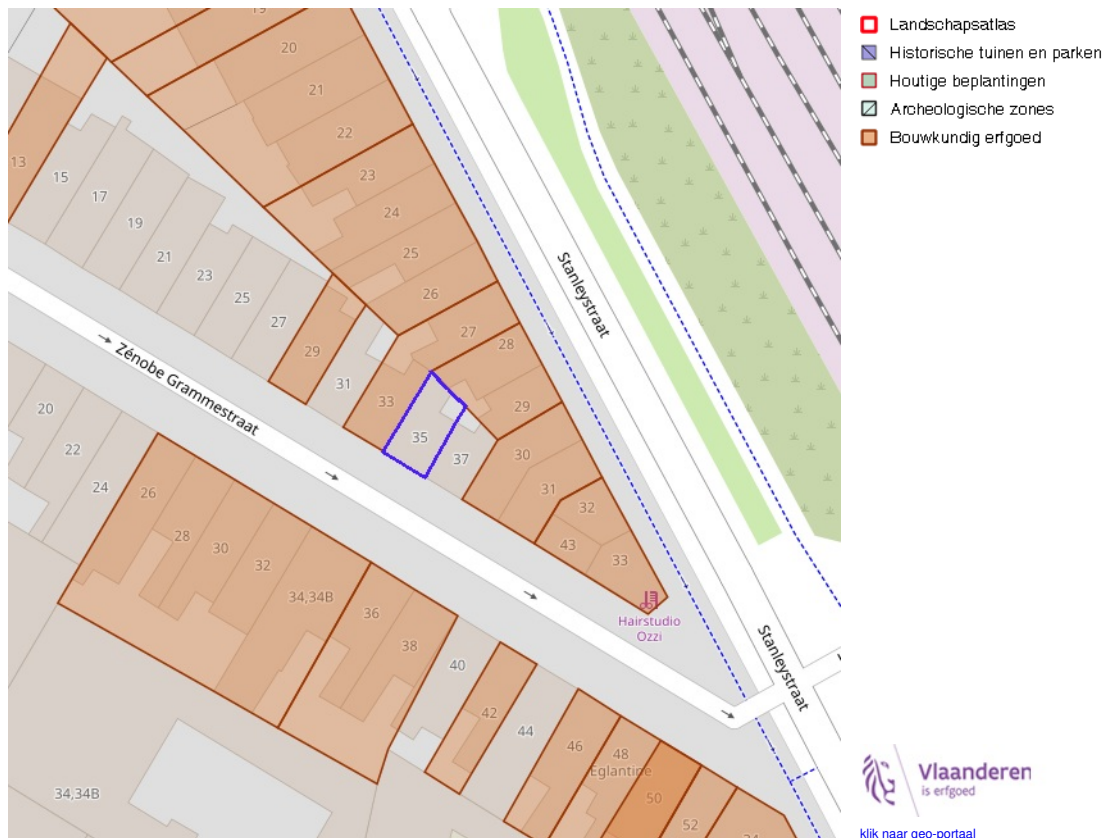 19
20
21
22
23
24
25
26
27
28
29
30
31
32
33
43
13
15
17
19
21
23
25
27
29
31
33
35
37
Stanleystraat
Zénobe Grammestraat
20
22
24
26
28
30
32
34,34B
36
38
40
42
44
46
48
Eglantine
50
52
34,34B
Hairstudio
Ozzi
Stanleystraat
Landschapsatlas
Historische tuinen en parken
Houtige beplantingen
Archeologische zones
Bouwkundig erfgoed
Vlaanderen
is erfgoed
klik naar geo-portaal